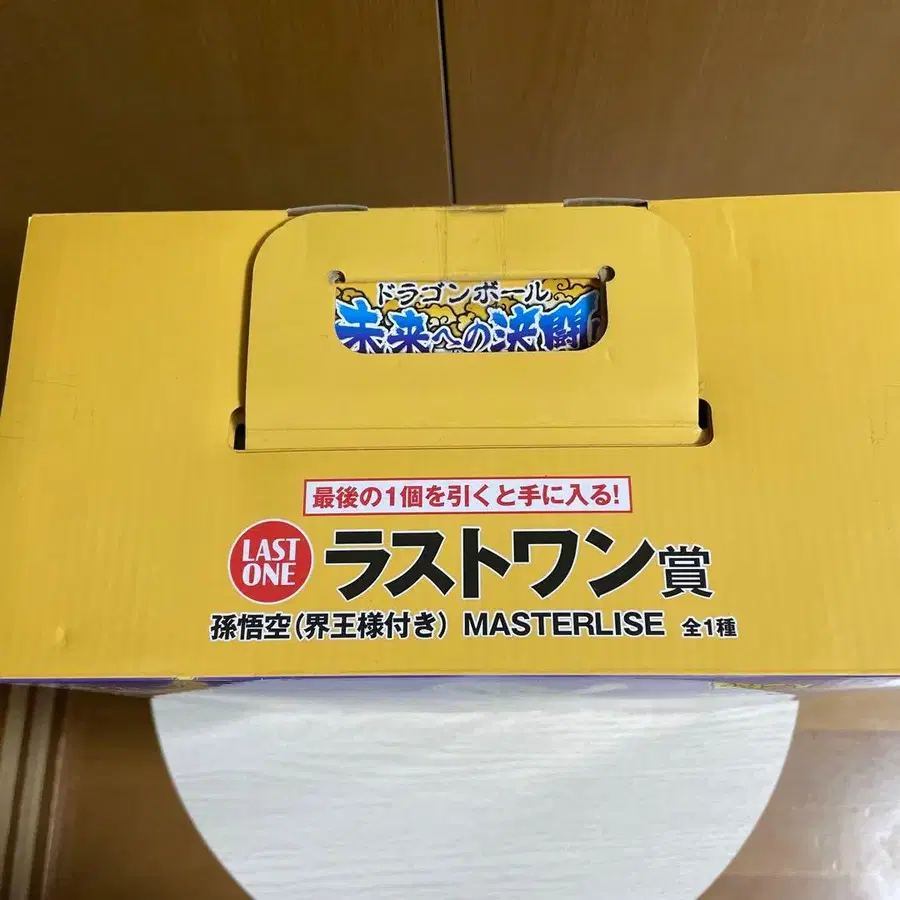 ドラゴンボール
未来への決闘
最後の1個を引くと手に入る!
LAST
ONE
ラストワン賞
孫悟空(界王様付き) MASTERLISE 全1種